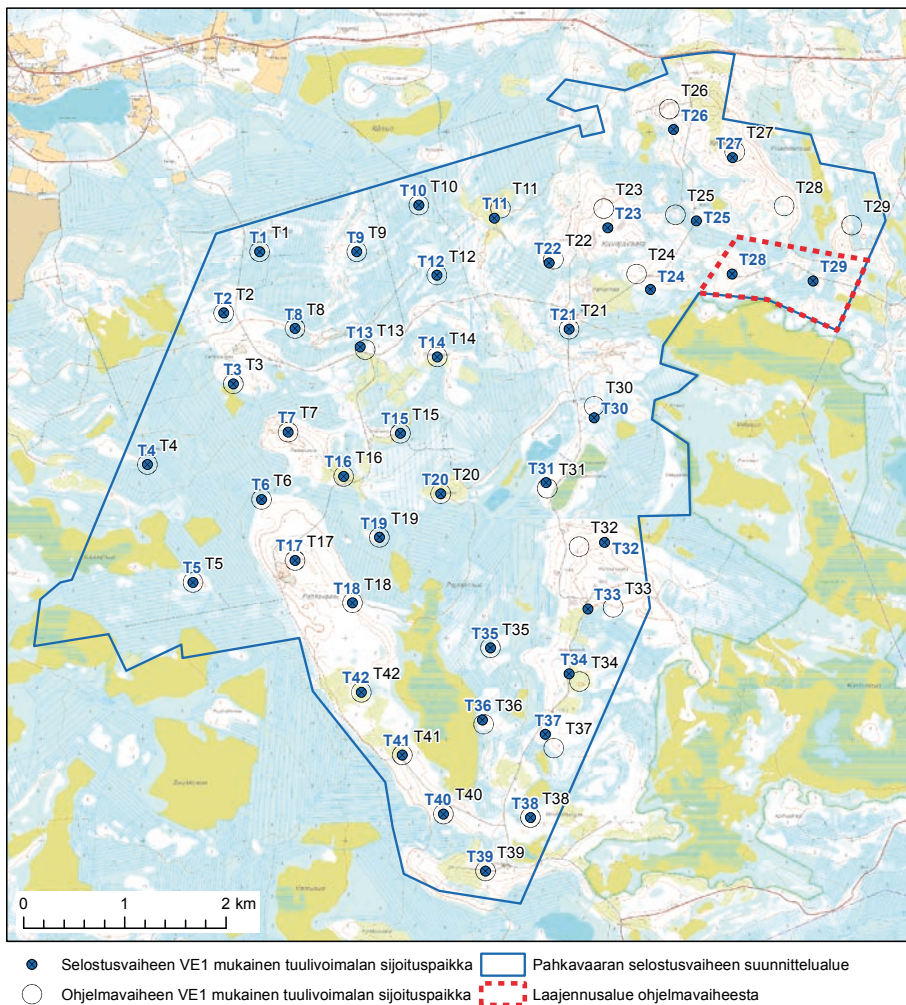 T26
T26
T27
T27
T10
T10
T11
T11
T23
T23
T25
T25
T28
T29
T1
T1
T9
T9
T22
T22
T24
T24
T28
T29
T12
T12
T2
T2
T8
T8
T13
T13
T14
T14
T21
T21
T3
T3
T30
T30
T7
T7
T15
T15
T4
T4
T16
T16
T31
T31
T6
T6
T20
T20
T19
T19
T32
T32
T17
T17
T5
T5
T18
T18
T33
T33
T35
T35
T34
T34
T42
T42
T36
T36
T37
T37
T41
T41
T40
T40
T38
T38
T39
T39
0 1 2 km
Selostusvaiheen VE1 mukainen tuulivoimalan sijoituspaikka
Pahkavaaran selostusvaiheen suunnittelualue
Ohjelmavaiheen VE1 mukainen tuulivoimalan sijoituspaikka
Laajennusalue ohjelmavaiheesta